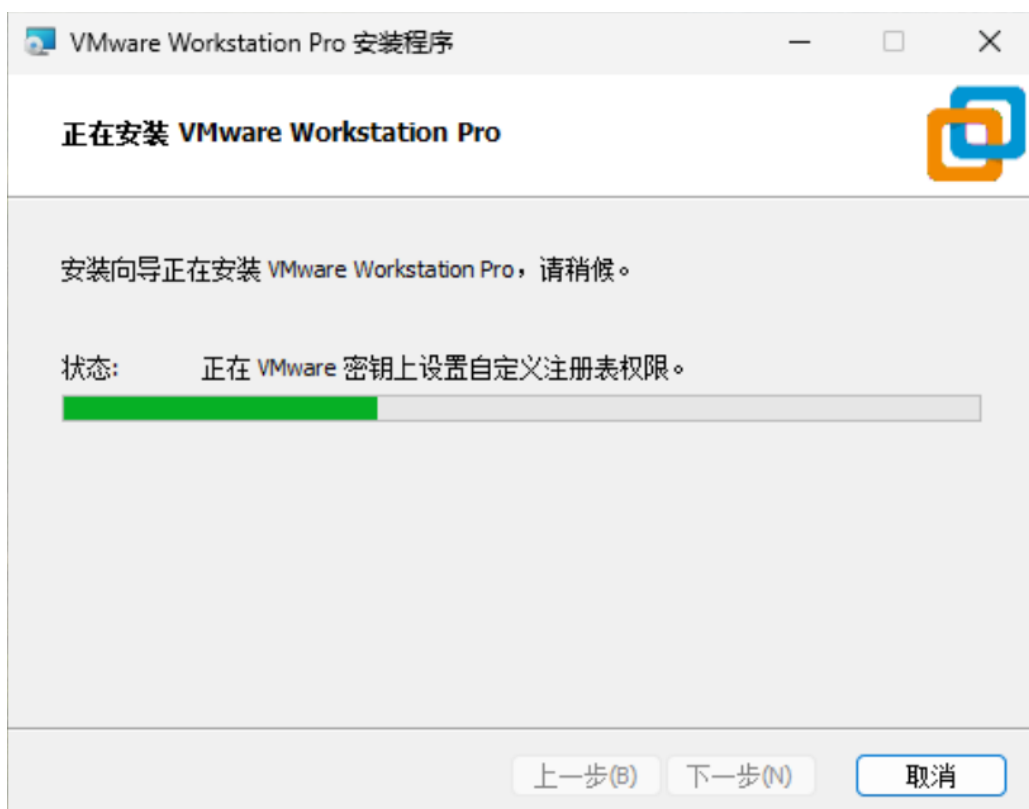 VMware Workstation Pro 安装程序
正在安装 VMware Workstation Pro
安装向导正在安装 VMware Workstation Pro，请稍候。
状态: 正在 VMware 密钥上设置自定义注册表权限。
上一步(B) 下一步(N) 取消